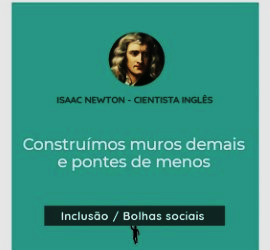 ISAAC NEWTON - CIENTISTA INGLÊS
Construímos muros demais
e pontes de menos
Inclusão / Bolhas sociais